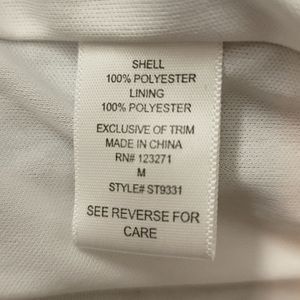 SHELL
100% POLYESTER
LINING
100% POLYESTER
EXCLUSIVE OF TRIM
MADE IN CHINA
RN# 123271
M
STYLE# ST9331
SEE REVERSE FOR
CARE